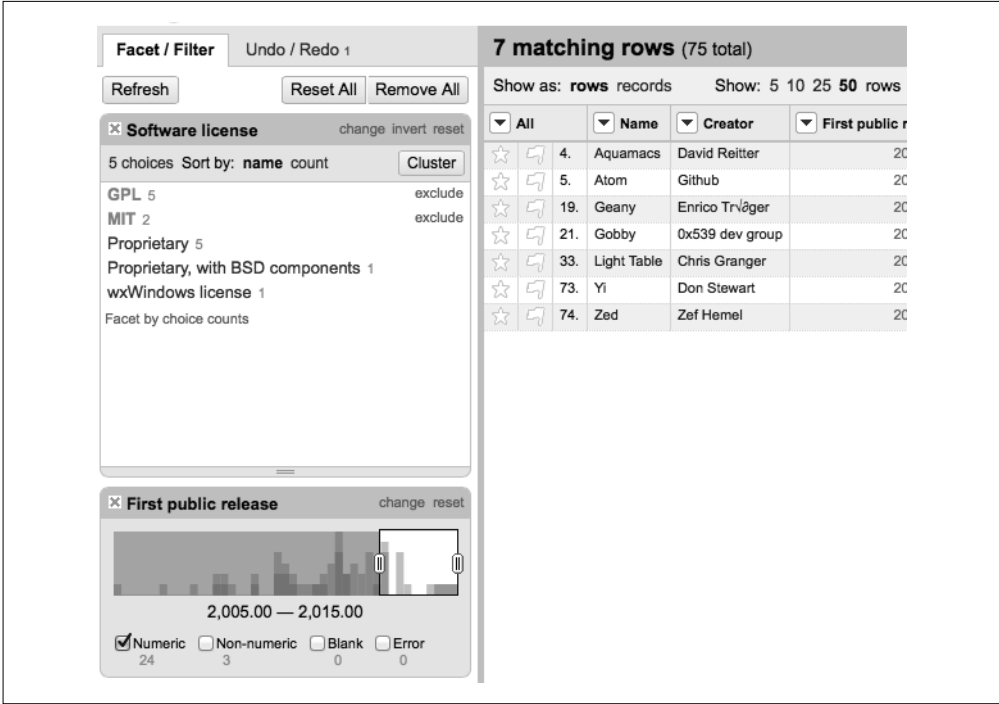 Facet / Filter
Undo / Redo 1
Refresh
Reset All
Remove All
Software license
change invert reset
5 choices Sort by: name count
Cluster
GPL 5
exclude
MIT 2
exclude
Proprietary 5
Proprietary, with BSD components 1
wxWindows license 1
Facet by choice counts
First public release
change reset
2,005.00 — 2,015.00
Numeric
24
Non-numeric
3
Blank
0
Error
0
7 matching rows (75 total)
Show as: rows records
Show: 5 10 25 50 rows
All
Name
Creator
First public r
4. Aquamacs David Reitter 20
5. Atom Github 20
19. Geany Enrico Tr√∂ger 20
21. Gobby 0x539 dev group 20
33. Light Table Chris Granger 20
73. Yi Don Stewart 20
74. Zed Zef Hemel 20